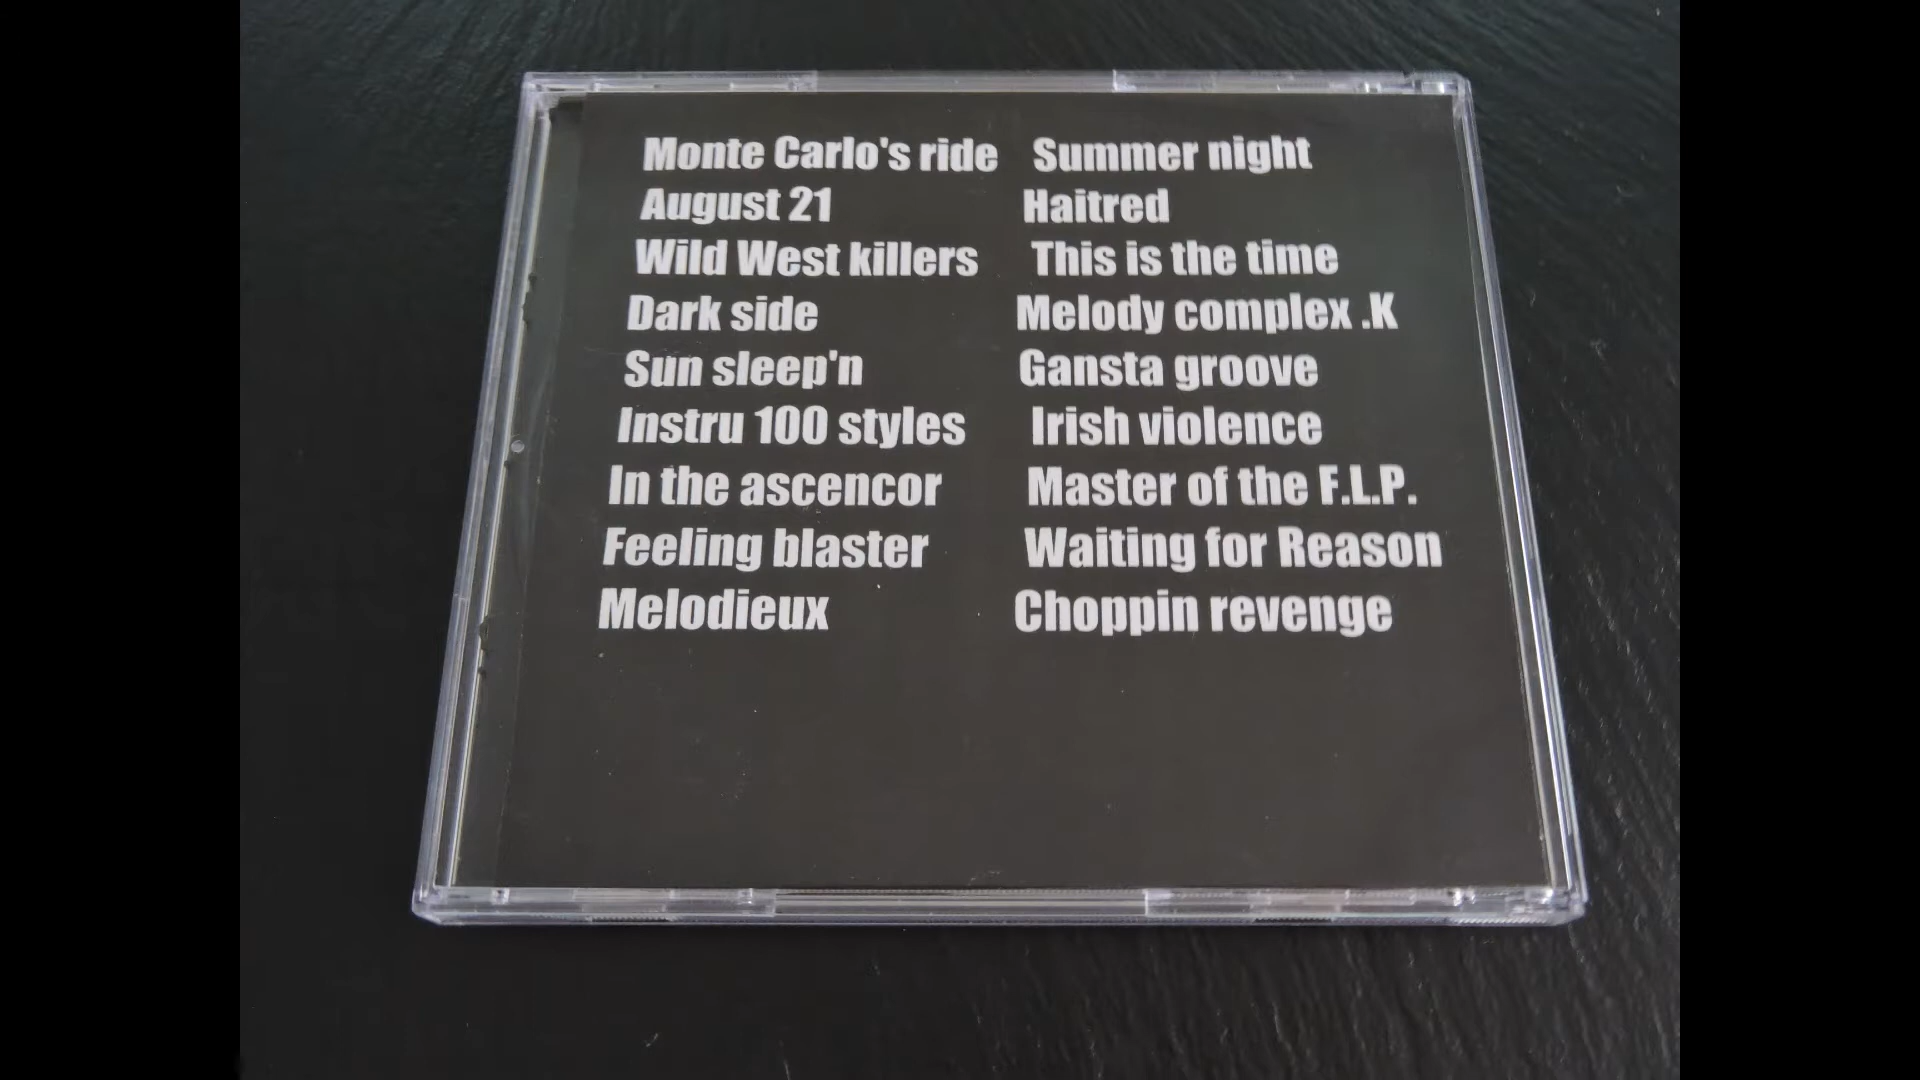 Monte Carlo's ride
August 21
Wild West killers
Dark side
Sun sleep'n
Instru 100 styles
In the ascencor
Feeling blaster
Melodieux
Summer night
Haitred
This is the time
Melody complex .K
Gansta groove
Irish violence
Master of the F.L.P.
Waiting for Reason
Choppin revenge